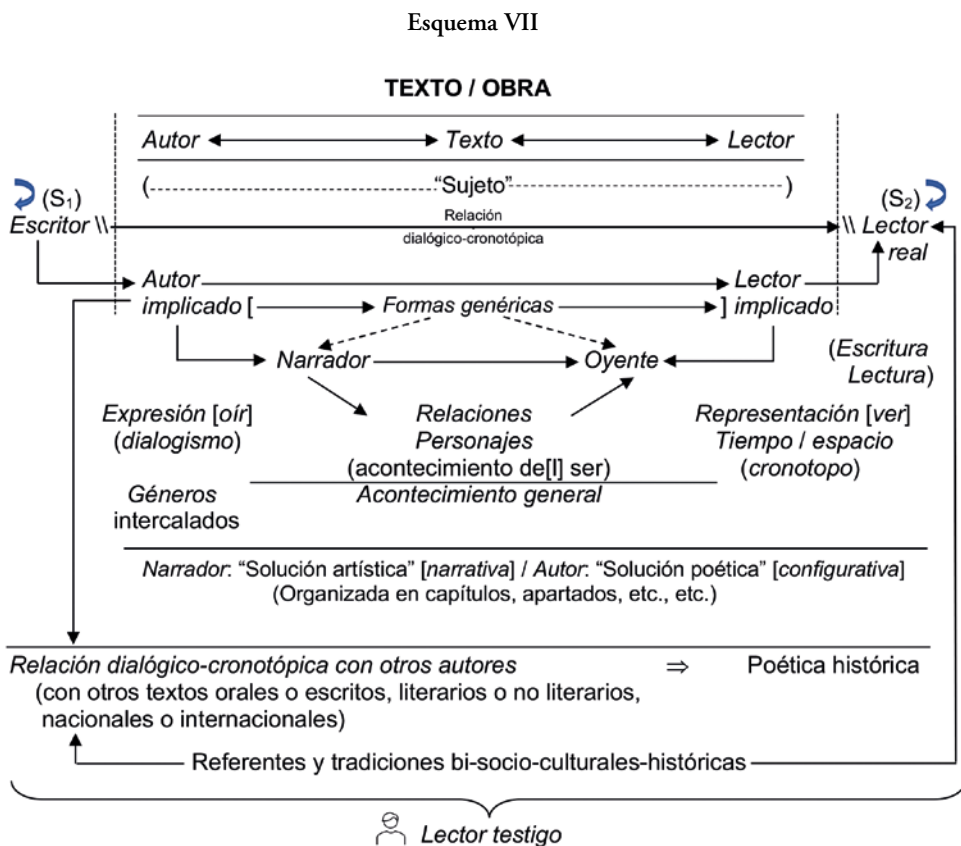 Esquema VII
TEXTO / OBRA
Autor Texto Lector
( "Sujeto" )
(S1) (S2)
Escritor \\ Relación \\ Lector
dialógico-cronotópica real
Autor Lector
implicado [ Formas genéricas ] implicado
Narrador Oyente
(Escritura
Lectura)
Expresión [oír] Relaciones Representación [ver]
(dialogismo) Personajes Tiempo / espacio
(acontecimiento de[l] ser) (cronotopo)
Géneros Acontecimiento general
intercalados
Narrador: “Solución artística” [narrativa] / Autor: “Solución poética” [configurativa]
(Organizada en capítulos, apartados, etc., etc.)
Relación dialógico-cronotópica con otros autores ⇒ Poética histórica
(con otros textos orales o escritos, literarios o no literarios,
nacionales o internacionales)
Referentes y tradiciones bi-socio-culturales-históricas
Lector testigo